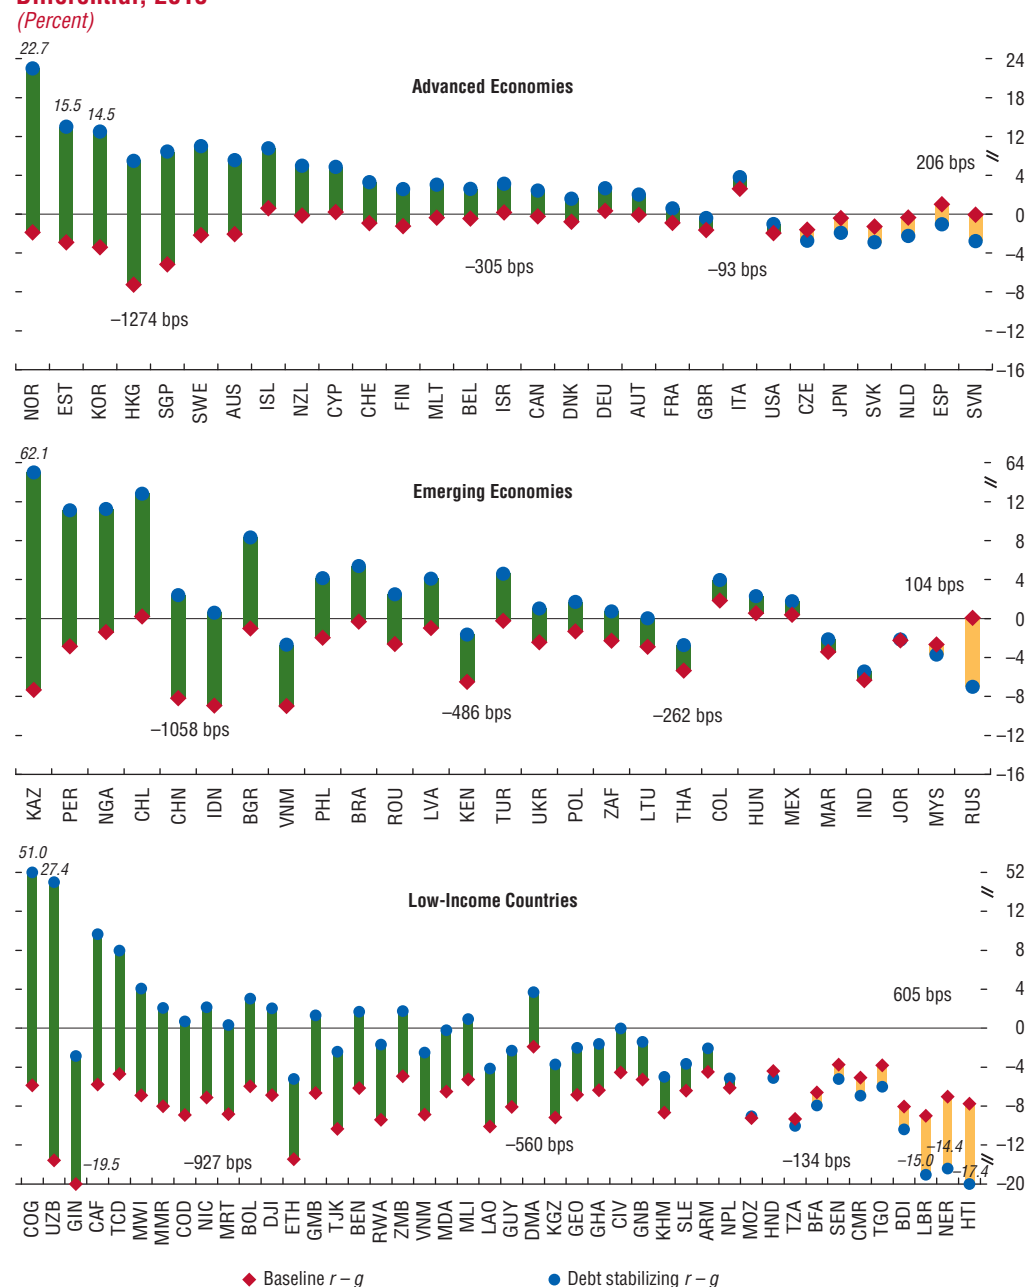 (Percent)
22.7
15.5
14.5
Advanced Economies
206 bps
–305 bps
–93 bps
–1274 bps
24
18
12
4
0
–4
–8
–12
–16
NOR EST KOR HKG SGP SWE AUS ISL NZL CYP CHE FIN MLT BEL ISR CAN DNK DEU AUT FRA GBR ITA USA CZE JPN SVK NLD ESP SVN
62.1
Emerging Economies
104 bps
–1058 bps
–486 bps
–262 bps
64
12
8
4
0
–4
–8
–12
–16
KAZ PER NGA CHL CHN IDN BGR VNM PHL BRA ROU LVA KEN TUR UKR POL ZAF LTU THA COL HUN MEX MAR IND JOR MYS RUS
51.0
27.4
Low-Income Countries
605 bps
–19.5
–927 bps
–560 bps
–134 bps
–15.0
–14.4
–17.4
52
12
8
4
0
–4
–8
–12
–20
COG UZB GIN CAF TCD MWI MMR COD NIC MRT BOL DJI ETH GMB TJK BEN RWA ZMB VNM MDA MLI LAO GUY DMA KGZ GEO GHA CIV GNB KHM SLE ARM NPL MOZ HND TZA BFA SEN CMR TGO BDI LBR NER HTI
Baseline r – g
Debt stabilizing r – g